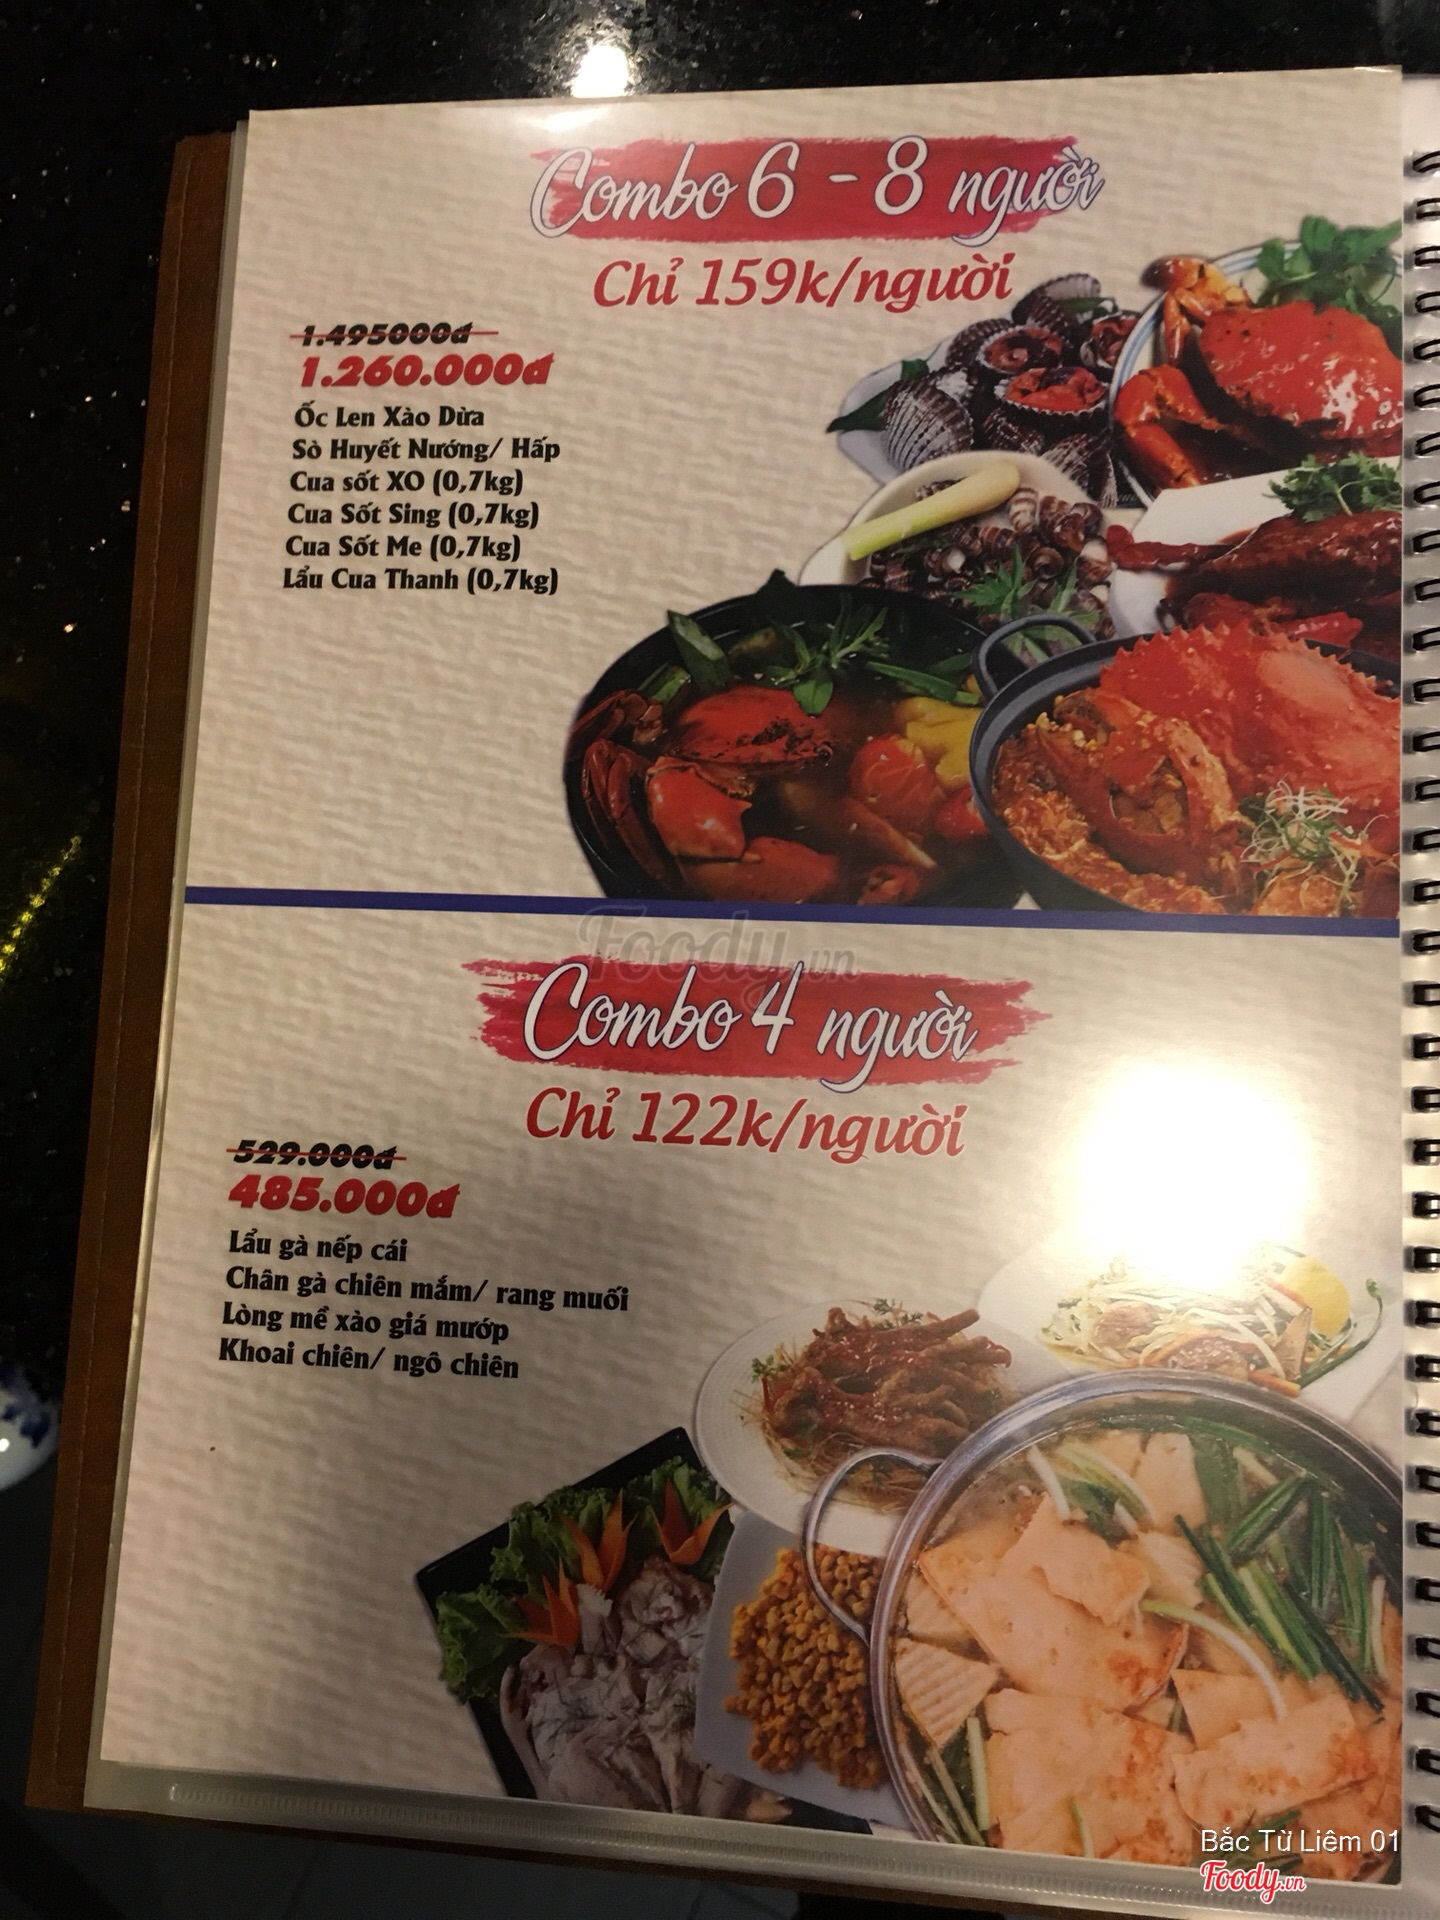 Combo 6 - 8 người
Chỉ 159k/người
1.495000đ
1.260.000đ
Ốc Len Xào Dừa
Sò Huyết Nướng/ Hấp
Cua sốt XO (0,7kg)
Cua Sốt Sing (0,7kg)
Cua Sốt Me (0,7kg)
Lẩu Cua Thanh (0,7kg)
Foody.vn
Combo 4 người
Chỉ 122k/người
529.000đ
485.000đ
Lẩu gà nếp cái
Chân gà chiên mắm/ rang muối
Lòng mề xào giá mướp
Khoai chiên/ ngô chiên
Bắc Từ Liêm 01
Foody.vn